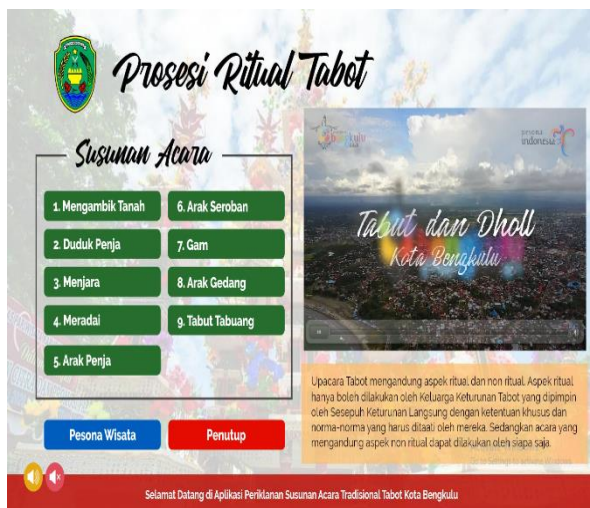 Prosesi Ritual Tabot
Susunan Acara
1. Mengambik Tanah
2. Duduk Penja
3. Menjara
4. Meradai
5. Arak Penja
6. Arak Seroban
7. Gam
8. Arak Gedang
9. Tabut Tabuang
Pesona Wisata
Penutup
pesona
indonesia
Tabut dan Dholl
Kota Bengkulu
Upacara Tabot mengandung aspek ritual dan non ritual. Aspek ritual
hanya boleh dilakukan oleh Keluarga Keturunan Tabot yang dipimpin
oleh Sesepuh Keturunan Langsung dengan ketentuan khusus dan
norma-norma yang harus ditaati oleh mereka. Sedangkan acara yang
mengandung aspek non ritual dapat dilakukan oleh siapa saja.
Selamat Datang di Aplikasi Periklanan Susunan Acara Tradisional Tabot Kota Bengkulu